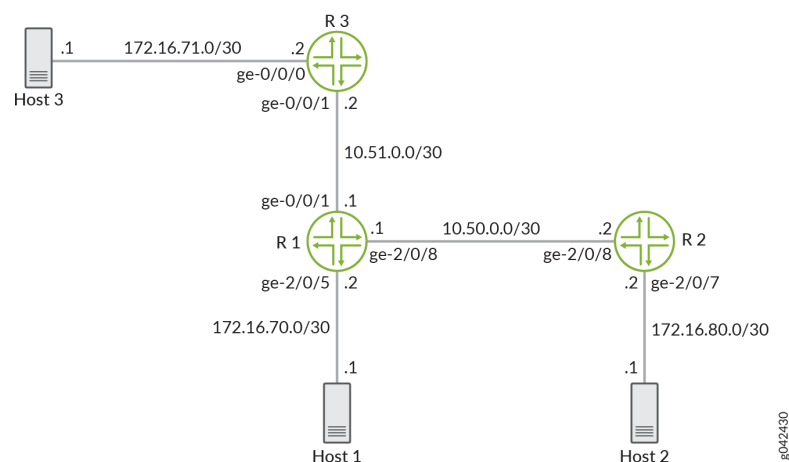 R 3
.1
172.16.71.0/30
.2
ge-0/0/0
Host 3
ge-0/0/1
.2
10.51.0.0/30
ge-0/0/1
.1
R 1
.1
10.50.0.0/30
.2
R 2
ge-2/0/8
ge-2/0/8
ge-2/0/5
.2
.2
ge-2/0/7
172.16.70.0/30
172.16.80.0/30
.1
.1
Host 1
Host 2
g042430